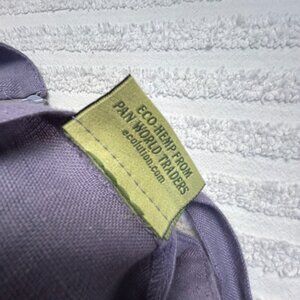 ECO-HEMP FROM
PAN WORLD TRADERS
ecolution.com